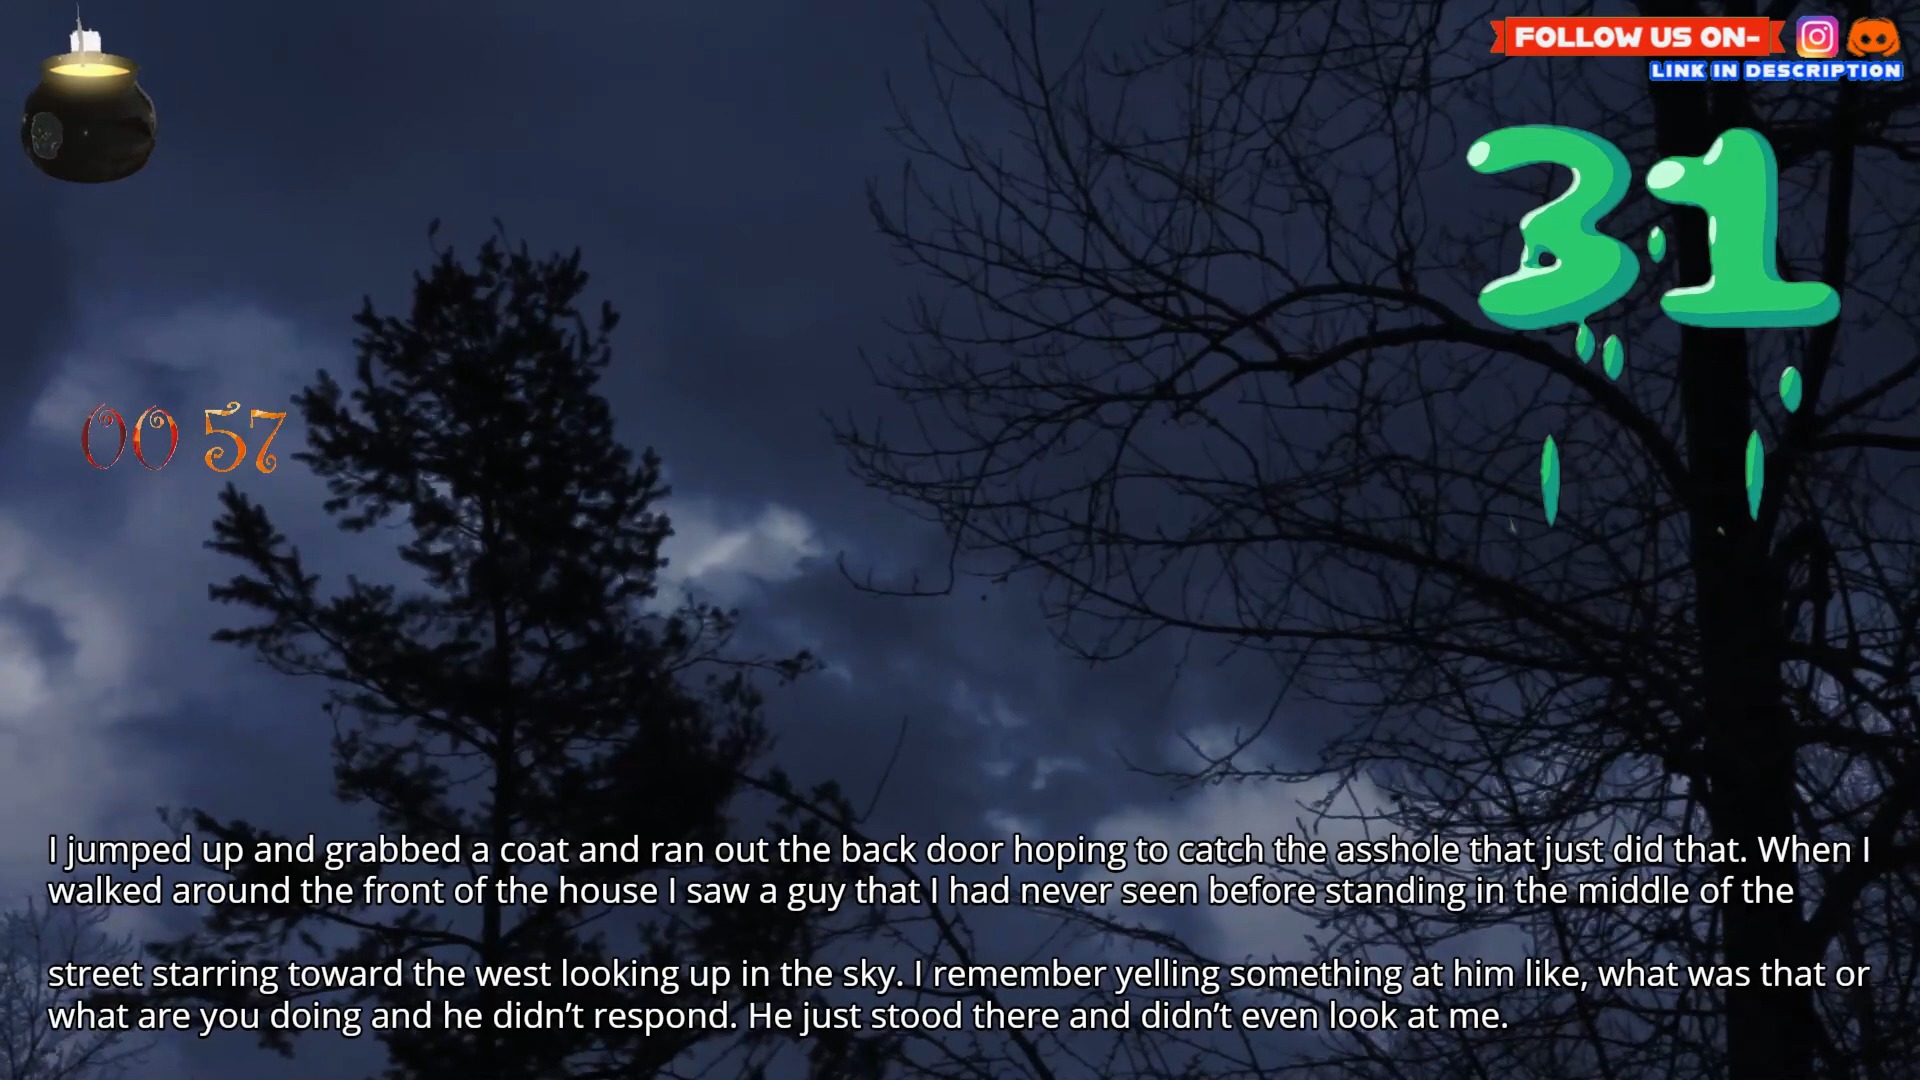 FOLLOW US ON-
LINK IN DESCRIPTION
31
00 57
I jumped up and grabbed a coat and ran out the back door hoping to catch the asshole that just did that. When I
walked around the front of the house I saw a guy that I had never seen before standing in the middle of the
street starring toward the west looking up in the sky. I remember yelling something at him like, what was that or
what are you doing and he didn’t respond. He just stood there and didn’t even look at me.